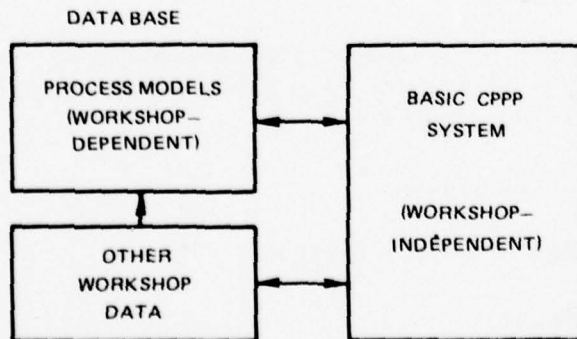 DATA BASE
PROCESS MODELS
(WORKSHOP–
DEPENDENT)
OTHER
WORKSHOP
DATA
BASIC CPPP
SYSTEM
(WORKSHOP–
INDEPENDENT)